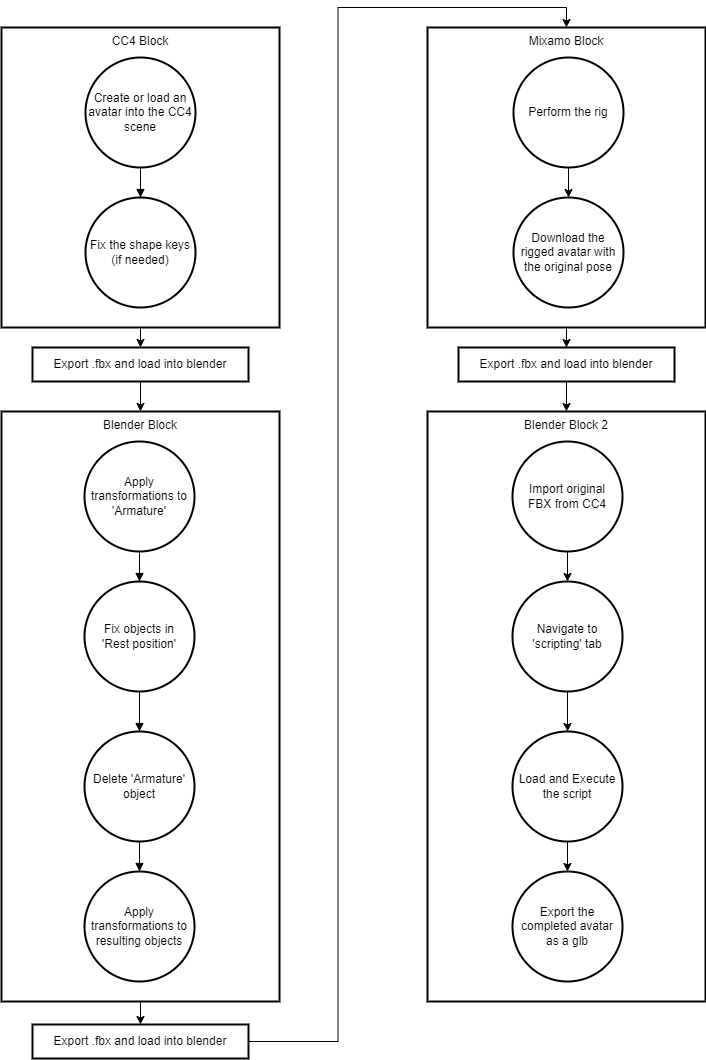 CC4 Block
Create or load an
avatar into the CC4
scene
Fix the shape keys
(if needed)
Export .fbx and load into blender
Blender Block
Apply
transformations to
'Armature'
Fix objects in
'Rest position'
Delete 'Armature'
object
Apply
transformations to
resulting objects
Export .fbx and load into blender
Mixamo Block
Perform the rig
Download the
rigged avatar with
the original pose
Export .fbx and load into blender
Blender Block 2
Import original
FBX from CC4
Navigate to
'scripting' tab
Load and Execute
the script
Export the
completed avatar
as a glb